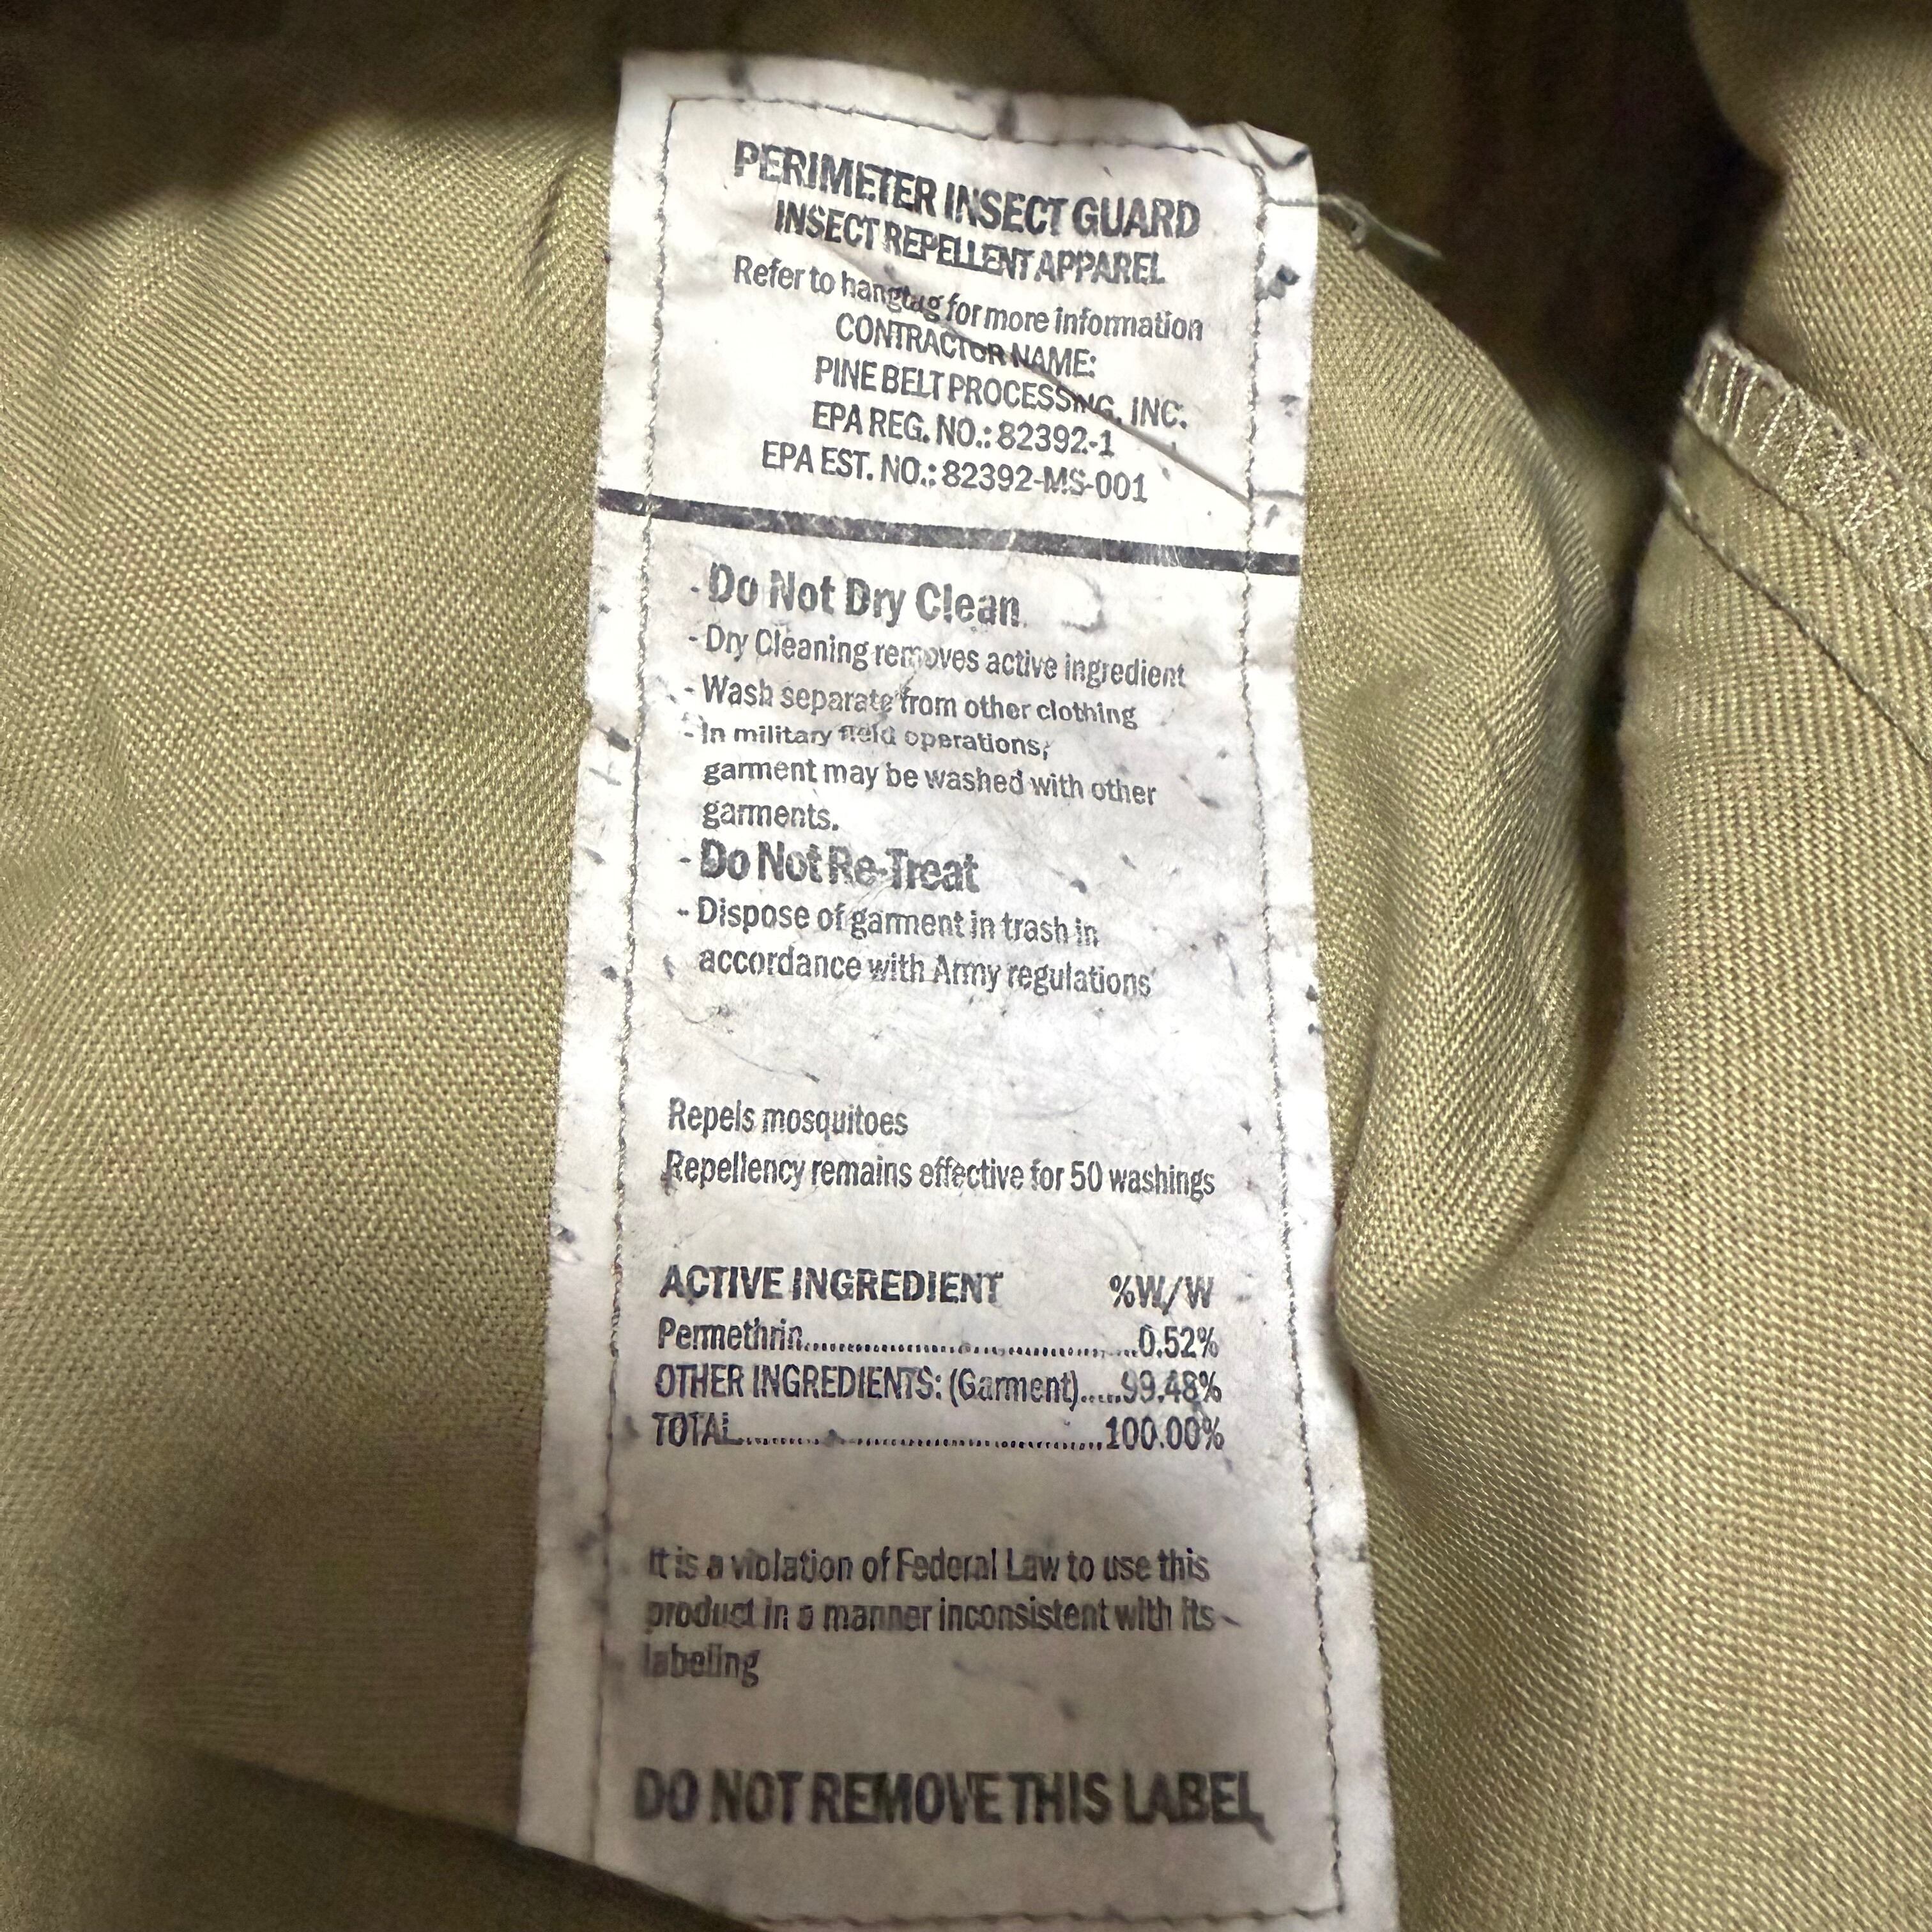 PERIMETER INSECT GUARD
INSECT REPELLENT APPAREL
Refer to hangtag for more information
CONTRACTOR NAME:
PINE BELT PROCESSING, INC.
EPA REG. NO.: 82392-1
EPA EST. NO.: 82392-MS-001
- Do Not Dry Clean
- Dry Cleaning removes active ingredient
- Wash separate from other clothing
- In military field operations,
garment may be washed with other
garments.
- Do Not Re-Treat
- Dispose of garment in trash in
accordance with Army regulations
Repels mosquitoes
Repellency remains effective for 50 washings
ACTIVE INGREDIENT %W/W
Permethrin..........................................0.52%
OTHER INGREDIENTS: (Garment).....99.48%
TOTAL..............................................100.00%
It is a violation of Federal Law to use this
product in a manner inconsistent with its
labeling
DO NOT REMOVE THIS LABEL